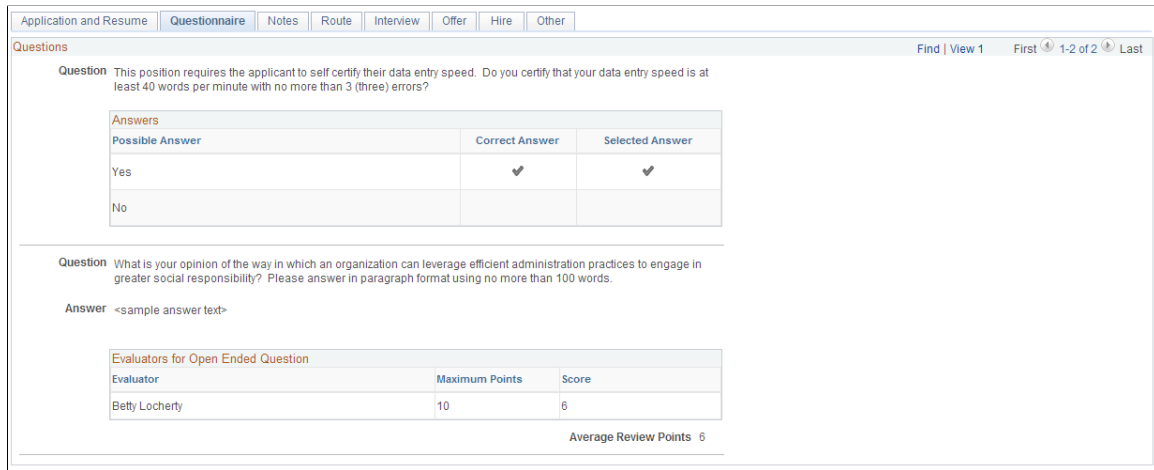 Application and Resume Questionnaire Notes Route Interview Offer Hire Other
Questions Find | View 1 First 1-2 of 2 Last
Question This position requires the applicant to self certify their data entry speed. Do you certify that your data entry speed is at
least 40 words per minute with no more than 3 (three) errors?
Answers
Possible Answer Correct Answer Selected Answer
Yes
No
Question What is your opinion of the way in which an organization can leverage efficient administration practices to engage in
greater social responsibility? Please answer in paragraph format using no more than 100 words.
Answer <sample answer text>
Evaluators for Open Ended Question
Evaluator Maximum Points Score
Betty Locherty 10 6
Average Review Points 6